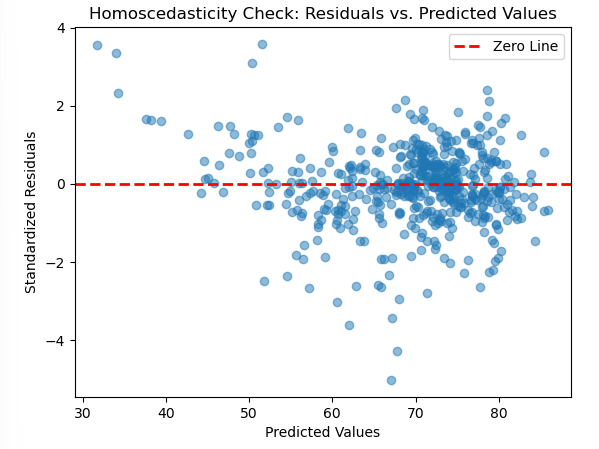 Homoscedasticity Check: Residuals vs. Predicted Values
Zero Line
Standardized Residuals
4
2
0
−2
−4
30 40 50 60 70 80
Predicted Values